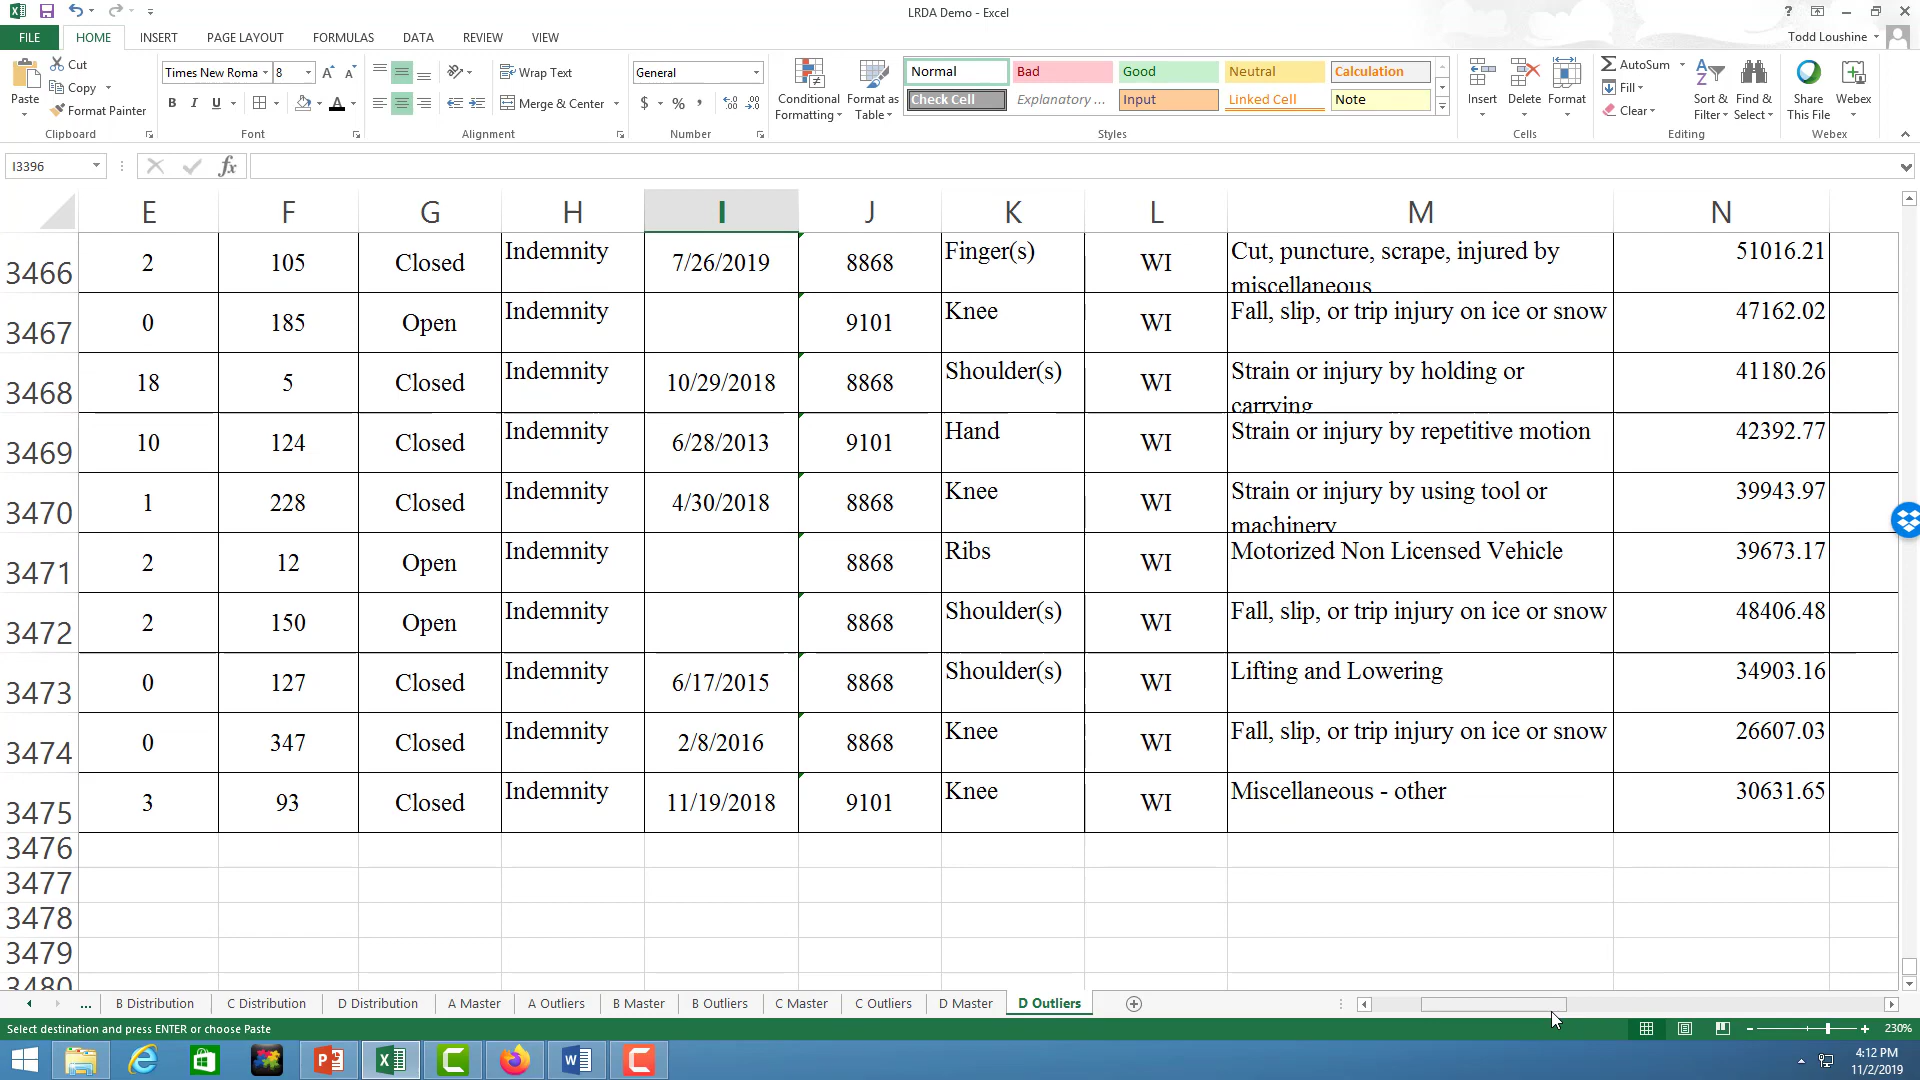 LRDA Demo - Excel
FILE HOME INSERT PAGE LAYOUT FORMULAS DATA REVIEW VIEW Todd Loushine
Paste Cut Copy Format Painter Clipboard
Times New Roma 8 B I U Font
Wrap Text Merge & Center Alignment
General $ % , Number
Conditional Formatting Format as Table
Normal Bad Good Neutral Calculation
Check Cell Explanatory ... Input Linked Cell Note
Styles
Insert Delete Format Cells
AutoSum Fill Clear Sort & Filter Find & Select Editing
Share This File Webex Webex
I3396 fx
E F G H I J K L M N
3466 2 105 Closed Indemnity 7/26/2019 8868 Finger(s) WI Cut, puncture, scrape, injured by miscellaneous 51016.21
3467 0 185 Open Indemnity 9101 Knee WI Fall, slip, or trip injury on ice or snow 47162.02
3468 18 5 Closed Indemnity 10/29/2018 8868 Shoulder(s) WI Strain or injury by holding or carrying 41180.26
3469 10 124 Closed Indemnity 6/28/2013 9101 Hand WI Strain or injury by repetitive motion 42392.77
3470 1 228 Closed Indemnity 4/30/2018 8868 Knee WI Strain or injury by using tool or machinery 39943.97
3471 2 12 Open Indemnity 8868 Ribs WI Motorized Non Licensed Vehicle 39673.17
3472 2 150 Open Indemnity 8868 Shoulder(s) WI Fall, slip, or trip injury on ice or snow 48406.48
3473 0 127 Closed Indemnity 6/17/2015 8868 Shoulder(s) WI Lifting and Lowering 34903.16
3474 0 347 Closed Indemnity 2/8/2016 8868 Knee WI Fall, slip, or trip injury on ice or snow 26607.03
3475 3 93 Closed Indemnity 11/19/2018 9101 Knee WI Miscellaneous - other 30631.65
3476
3477
3478
3479
3480
... B Distribution C Distribution D Distribution A Master A Outliers B Master B Outliers C Master C Outliers D Master D Outliers
Select destination and press ENTER or choose Paste 230%
4:12 PM
11/2/2019